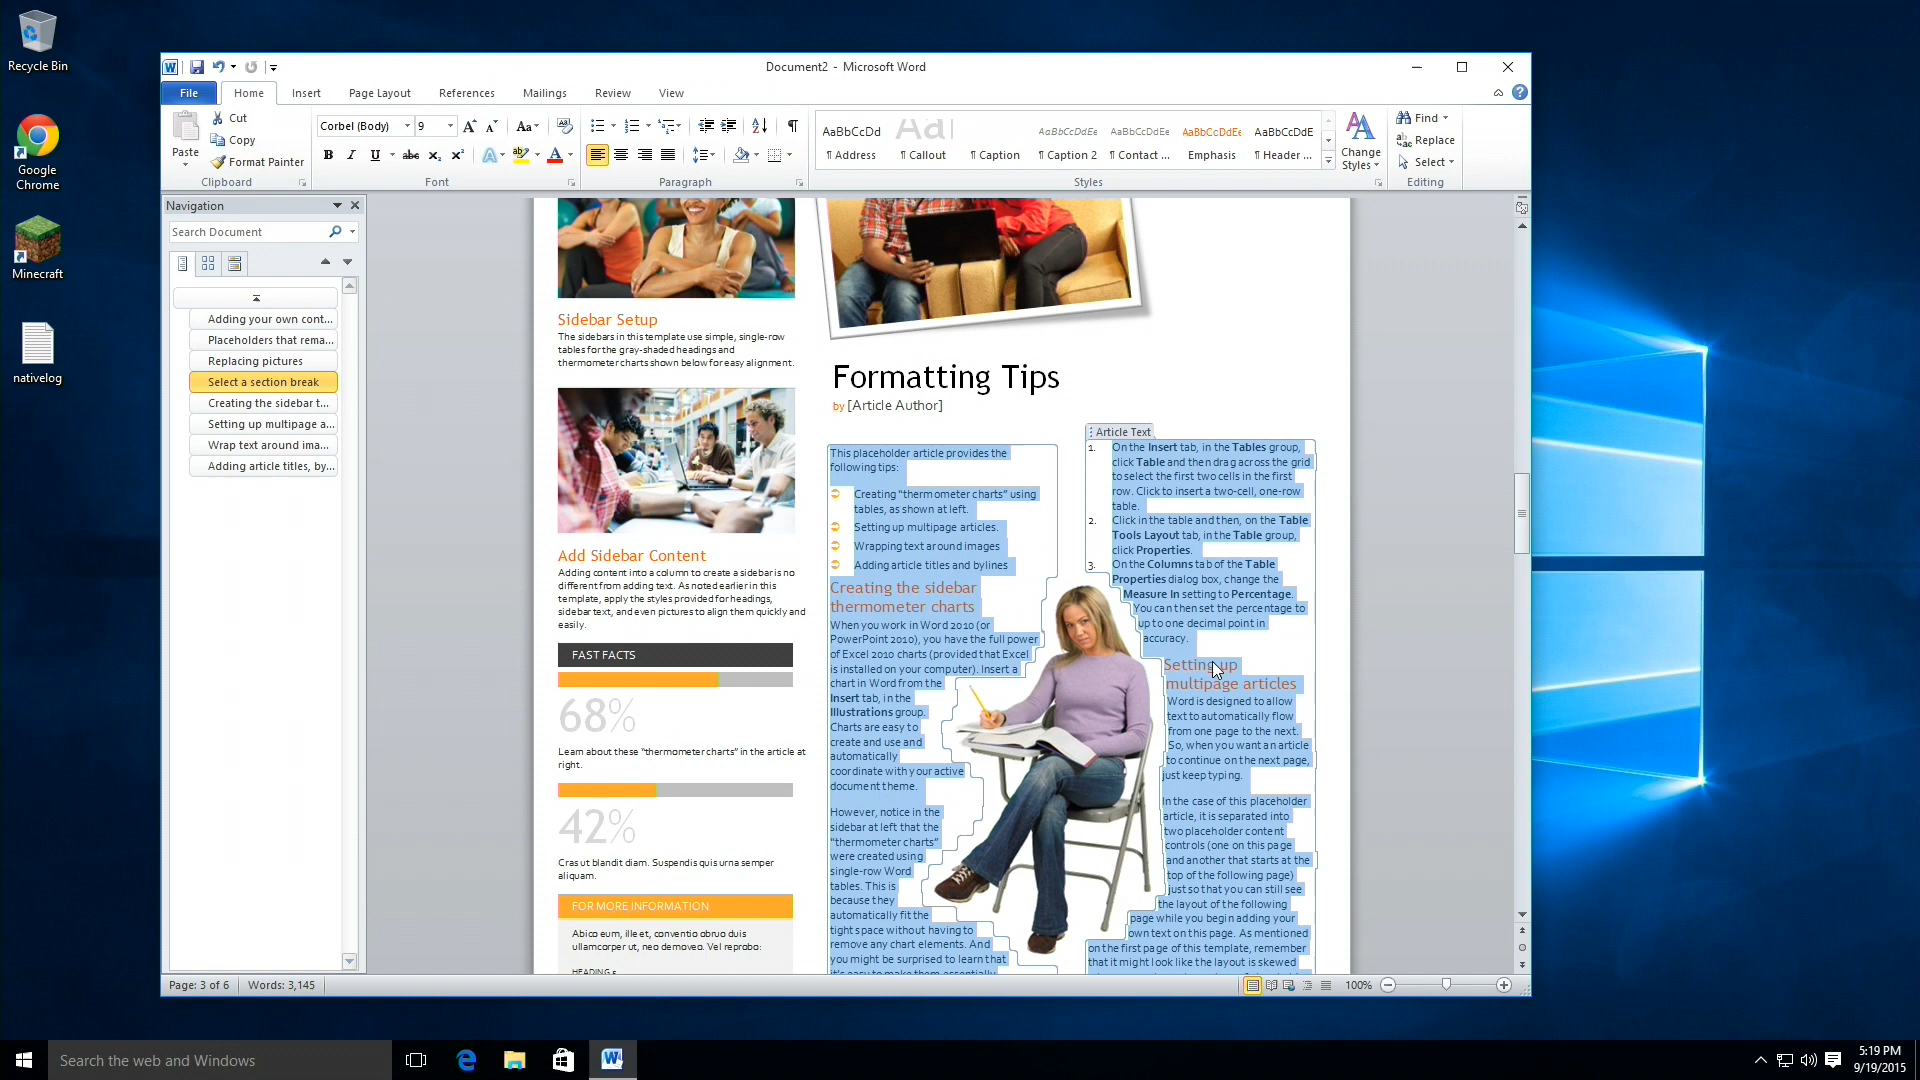 Recycle Bin
Google
Chrome
Minecraft
nativelog
Document2 - Microsoft Word
File
Home
Insert
Page Layout
References
Mailings
Review
View
Paste
Cut
Copy
Format Painter
Clipboard
Corbel (Body)
9
Font
Paragraph
AaBbCcDd
¶ Address
¶ Callout
¶ Caption
AaBbCcDdEe
¶ Caption 2
AaBbCcDdEe
¶ Contact ...
AaBbCcDdEe
Emphasis
AaBbCcDdE
¶ Header ...
Styles
Change
Styles
Find
Replace
Select
Editing
Navigation
Search Document
Adding your own cont...
Placeholders that rema...
Replacing pictures
Select a section break
Creating the sidebar t...
Setting up multipage a...
Wrap text around ima...
Adding article titles, by...
Sidebar Setup
The sidebars in this template use simple, single-row
tables for the gray-shaded headings and
thermometer charts shown below for easy alignment.
Add Sidebar Content
Adding content into a column to create a sidebar is no
different from adding text. As noted earlier in this
template, apply the styles provided for headings,
sidebar text, and even pictures to align them quickly and
easily.
FAST FACTS
68%
Learn about these "thermometer charts" in the article at
right.
42%
Cras ut blandit diam. Suspendis quis urna semper
aliquam.
FOR MORE INFORMATION
Abico eum, ille et, conventio obruo duis
ullamcorper ut, neo demoveo. Vel reprobo:
HEADING 5
Formatting Tips
by [Article Author]
This placeholder article provides the
following tips:
Creating "thermometer charts" using
tables, as shown at left.
Setting up multipage articles.
Wrapping text around images
Adding article titles and bylines
Creating the sidebar
thermometer charts
When you work in Word 2010 (or
PowerPoint 2010), you have the full power
of Excel 2010 charts (provided that Excel
is installed on your computer). Insert a
chart in Word from the
Insert tab, in the
Illustrations group.
Charts are easy to
create and use and
automatically
coordinate with your active
document theme.
However, notice in the
sidebar at left that the
"thermometer charts"
were created using
single-row Word
tables. This is
because they
automatically fit the
tight space without having to
remove any chart elements. And
you might be surprised to learn that
it's easy to make them essentially
Article Text
1. On the Insert tab, in the Tables group,
click Table and then drag across the grid
to select the first two cells in the first
row. Click to insert a two-cell, one-row
table.
2. Click in the table and then, on the Table
Tools Layout tab, in the Table group,
click Properties.
3. On the Columns tab of the Table
Properties dialog box, change the
Measure In setting to Percentage.
You can then set the percentage to
up to one decimal point in
accuracy.
Setting up
multipage articles
Word is designed to allow
text to automatically flow
from one page to the next.
So, when you want an article
to continue on the next page,
just keep typing.
In the case of this placeholder
article, it is separated into
two placeholder content
controls (one on this page
and another that starts at the
top of the following page)
just so that you can still see
the layout of the following
page while you begin adding your
own text on this page. As mentioned
on the first page of this template, remember
that it might look like the layout is skewed
Page: 3 of 6
Words: 3,145
100%
Search the web and Windows
5:19 PM
9/19/2015